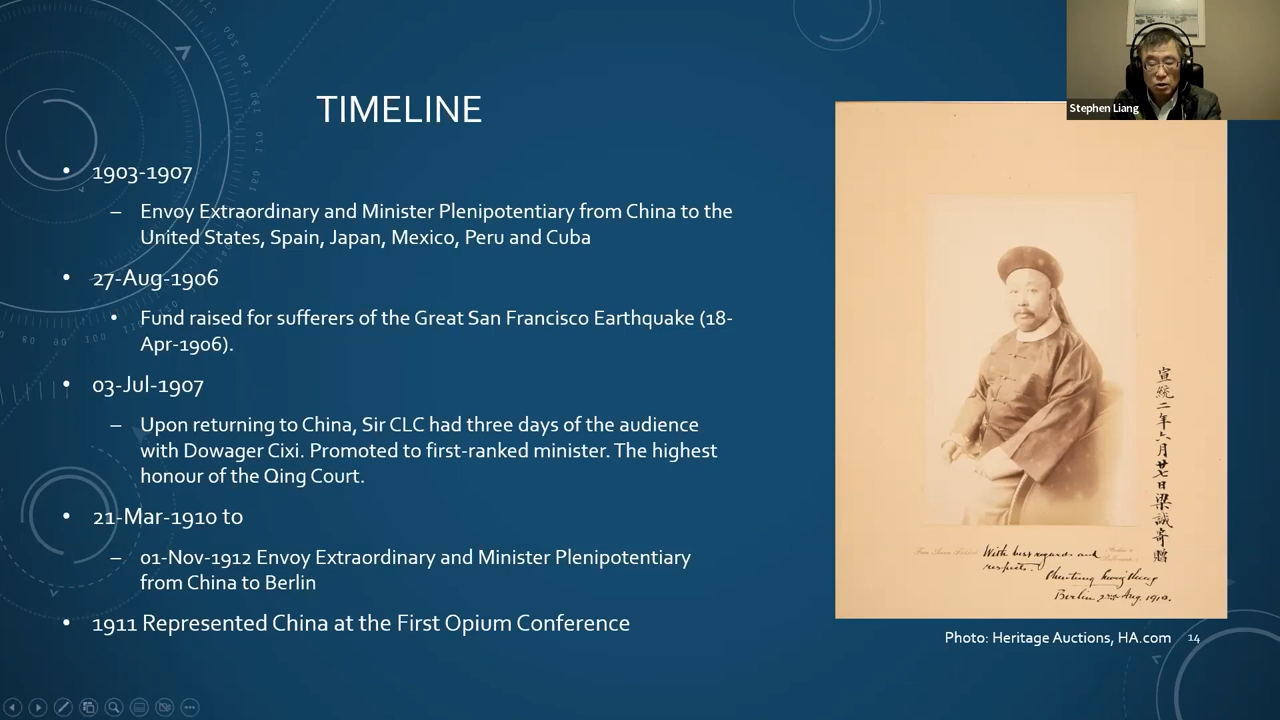 Stephen Liang
TIMELINE
• 1903-1907
– Envoy Extraordinary and Minister Plenipotentiary from China to the
United States, Spain, Japan, Mexico, Peru and Cuba
• 27-Aug-1906
• Fund raised for sufferers of the Great San Francisco Earthquake (18-
Apr-1906).
• 03-Jul-1907
– Upon returning to China, Sir CLC had three days of the audience
with Dowager Cixi. Promoted to first-ranked minister. The highest
honour of the Qing Court.
• 21-Mar-1910 to
– 01-Nov-1912 Envoy Extraordinary and Minister Plenipotentiary
from China to Berlin
• 1911 Represented China at the First Opium Conference
宣統二年六月廿七日梁誠寄贈
With best regards and
respects.
Berlin 2nd Aug. 1910.
Photo: Heritage Auctions, HA.com
14